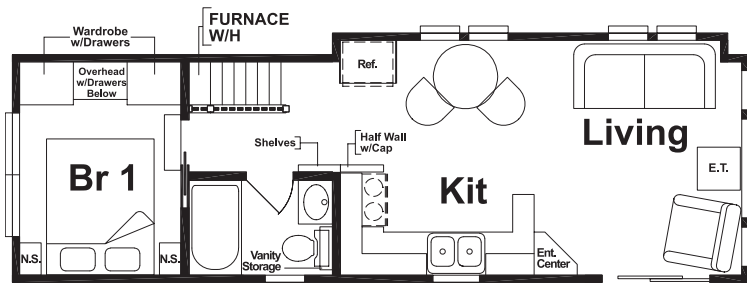 Wardrobe
w/Drawers
FURNACE
W/H
Overhead
w/Drawers
Below
Ref.
Living
Shelves
Half Wall
w/Cap
Br 1
Kit
E.T.
N.S.
N.S.
Vanity
Storage
Ent.
Center